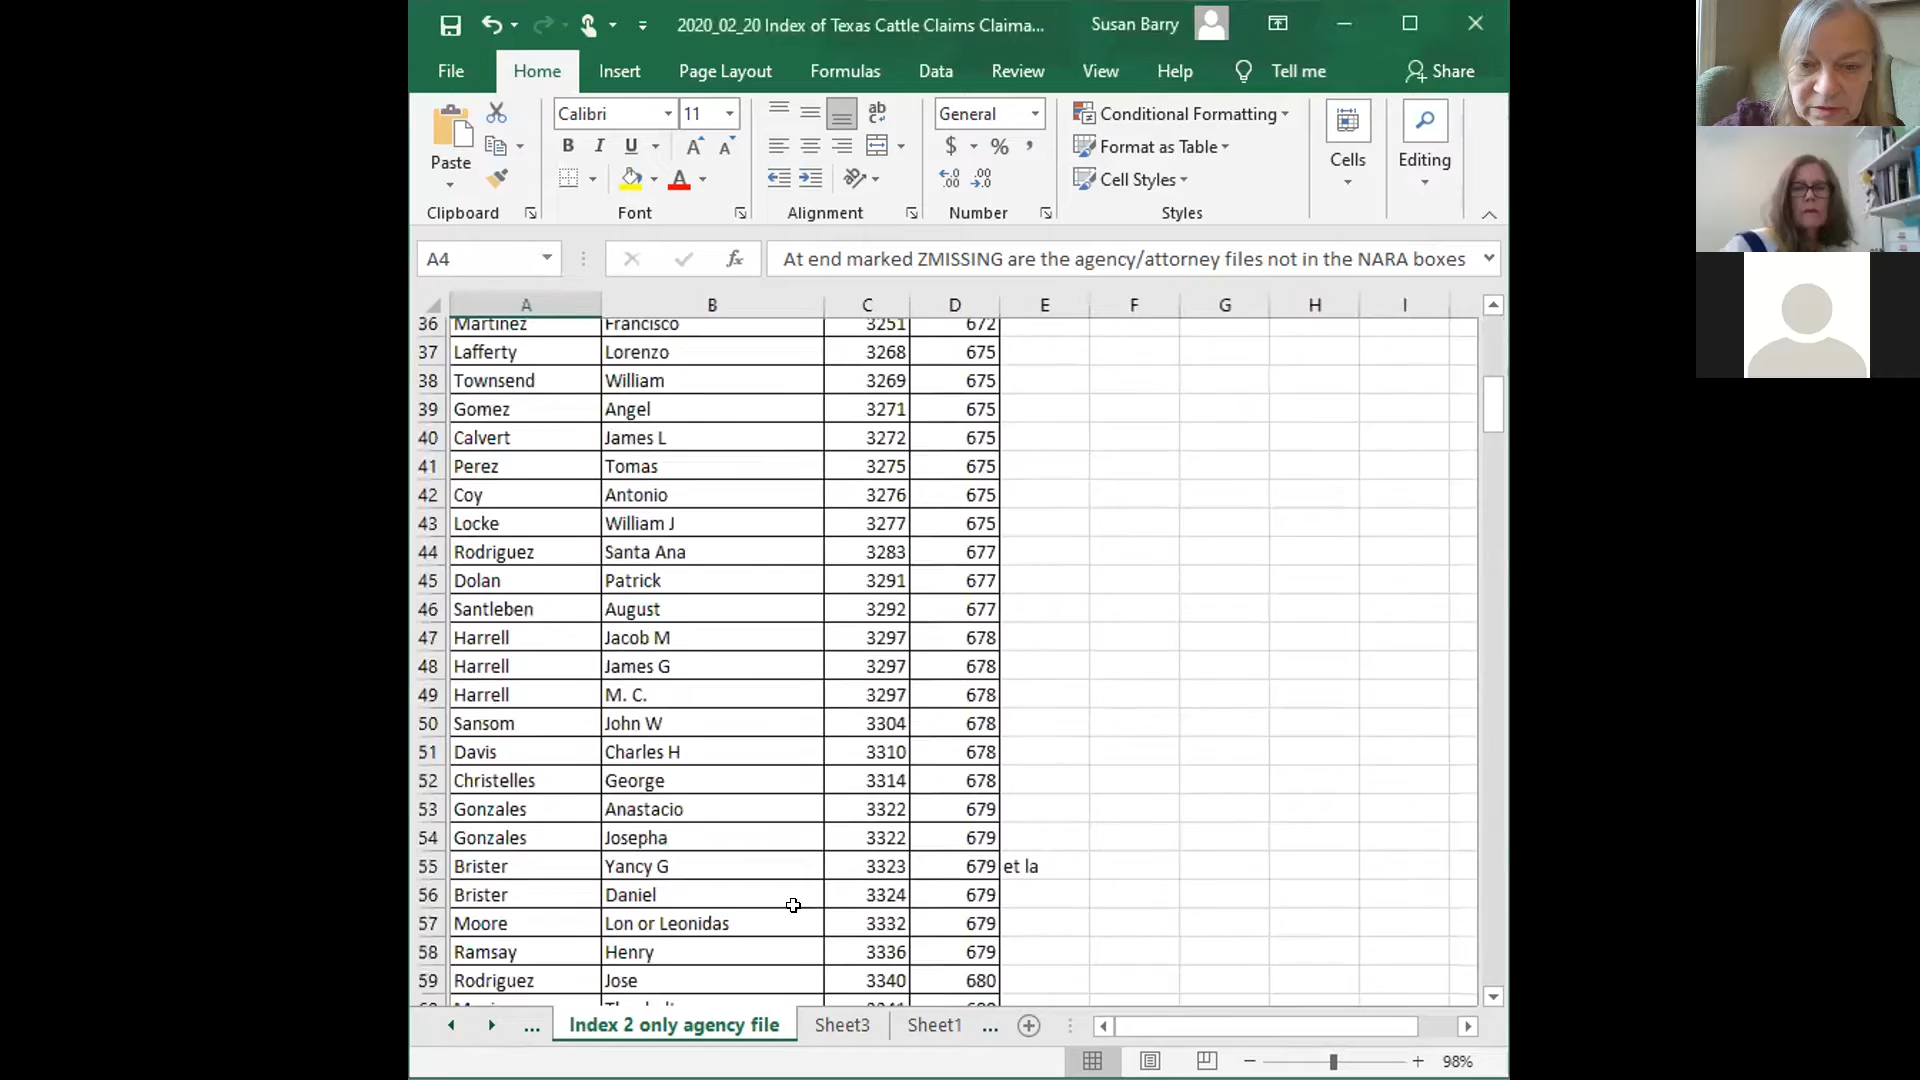 2020_02_20 Index of Texas Cattle Claims Claima...
Susan Barry
File Home Insert Page Layout Formulas Data Review View Help Tell me Share
Paste
Calibri 11
B I U A A
ab
General
$ % ,
Conditional Formatting
Format as Table
Cell Styles
Cells
Editing
Clipboard Font Alignment Number Styles
A4 fx At end marked ZMISSING are the agency/attorney files not in the NARA boxes
A B C D E F G H I
36 Martinez Francisco 3251 672
37 Lafferty Lorenzo 3268 675
38 Townsend William 3269 675
39 Gomez Angel 3271 675
40 Calvert James L 3272 675
41 Perez Tomas 3275 675
42 Coy Antonio 3276 675
43 Locke William J 3277 675
44 Rodriguez Santa Ana 3283 677
45 Dolan Patrick 3291 677
46 Santleben August 3292 677
47 Harrell Jacob M 3297 678
48 Harrell James G 3297 678
49 Harrell M. C. 3297 678
50 Sansom John W 3304 678
51 Davis Charles H 3310 678
52 Christelles George 3314 678
53 Gonzales Anastacio 3322 679
54 Gonzales Josepha 3322 679
55 Brister Yancy G 3323 679 et la
56 Brister Daniel 3324 679
57 Moore Lon or Leonidas 3332 679
58 Ramsay Henry 3336 679
59 Rodriguez Jose 3340 680
... Index 2 only agency file Sheet3 Sheet1 ...
98%